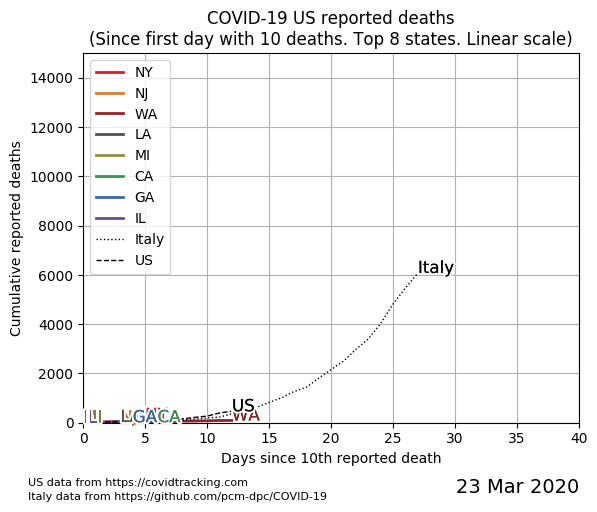 COVID-19 US reported deaths
(Since first day with 10 deaths. Top 8 states. Linear scale)
Cumulative reported deaths
14000
12000
10000
8000
6000
4000
2000
0
NY
NJ
WA
LA
MI
CA
GA
IL
Italy
US
Italy
US
WA
GA
CA
0 5 10 15 20 25 30 35 40
Days since 10th reported death
US data from https://covidtracking.com
Italy data from https://github.com/pcm-dpc/COVID-19
23 Mar 2020